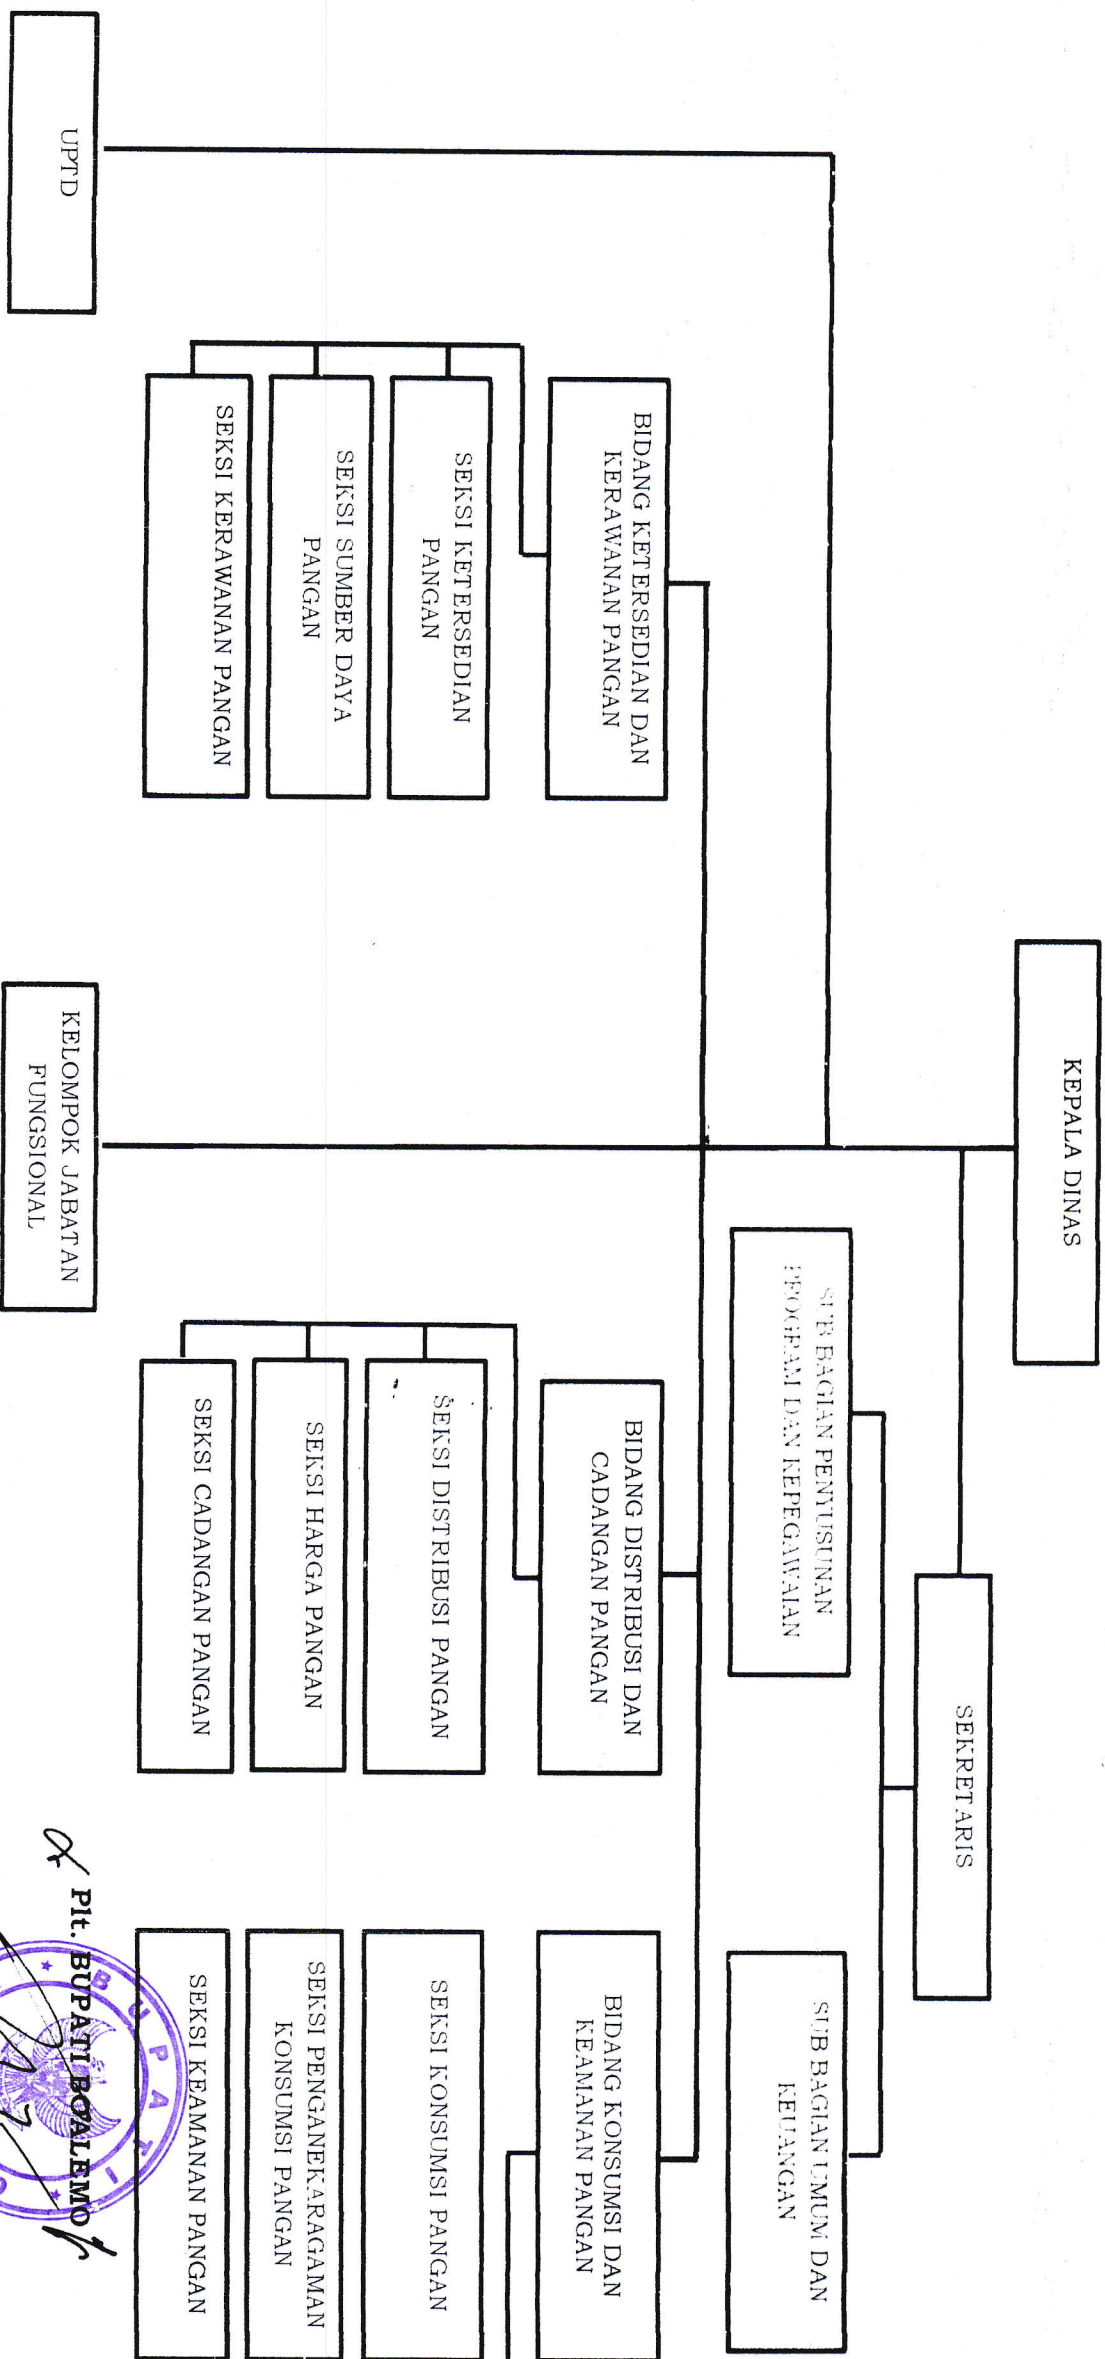 KEPALA DINAS
SEKRETARIS
SUB BAGIAN PENYUSUNAN
PROGRAM DAN KEPEGAWAIAN
SUB BAGIAN UMUM DAN
KEUANGAN
BIDANG KETERSEDIAN DAN
KERAWANAN PANGAN
BIDANG DISTRIBUSI DAN
CADANGAN PANGAN
BIDANG KONSUMSI DAN
KEAMANAN PANGAN
SEKSI KETERSEDIAN
PANGAN
SEKSI DISTRIBUSI PANGAN
SEKSI KONSUMSI PANGAN
SEKSI SUMBER DAYA
PANGAN
SEKSI HARGA PANGAN
SEKSI PENGANEKARAGAMAN
KONSUMSI PANGAN
SEKSI KERAWANAN PANGAN
SEKSI CADANGAN PANGAN
SEKSI KEAMANAN PANGAN
UPTD
KELOMPOK JABATAN
FUNGSIONAL
Plt. BUPATI BOALEMO
BUPATI